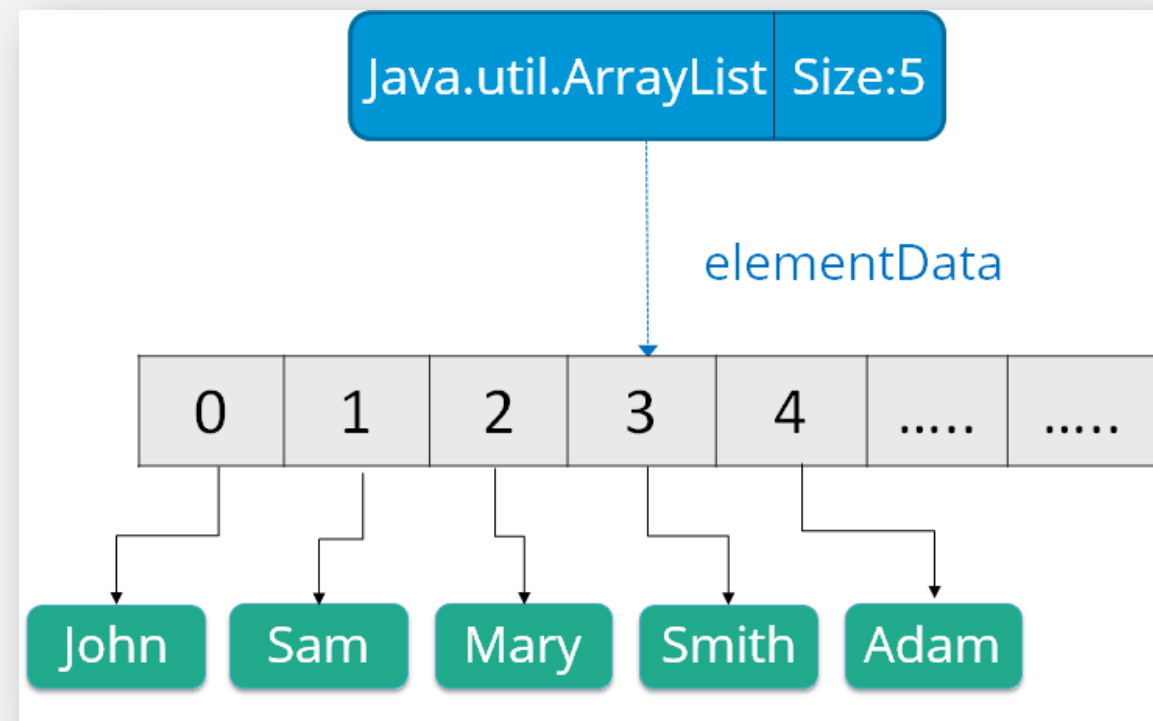 Java.util.ArrayList Size:5
elementData
0 1 2 3 4 ..... .....
John Sam Mary Smith Adam